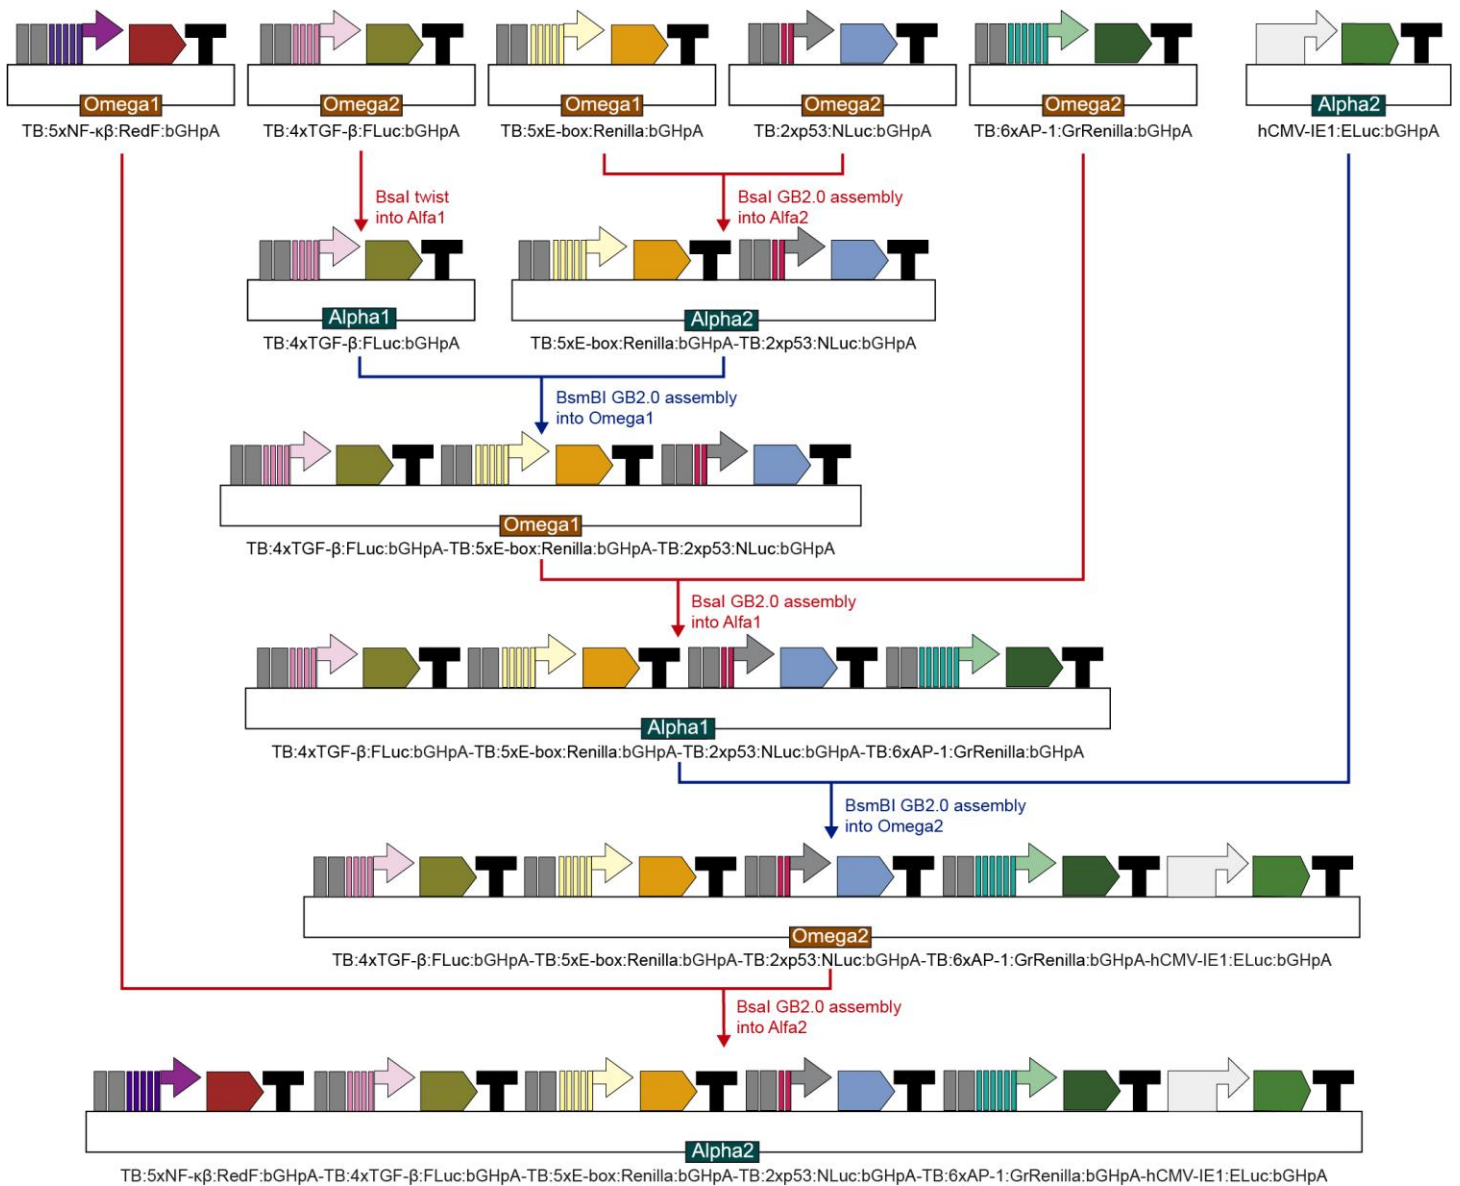 Omega1
TB:5xNF-κβ:RedF:bGHpA
Omega2
TB:4xTGF-β:FLuc:bGHpA
Omega1
TB:5xE-box:Renilla:bGHpA
Omega2
TB:2xp53:NLuc:bGHpA
Omega2
TB:6xAP-1:GrRenilla:bGHpA
Alpha2
hCMV-IE1:ELuc:bGHpA
BsaI twist
into Alfa1
BsaI GB2.0 assembly
into Alfa2
Alpha1
TB:4xTGF-β:FLuc:bGHpA
Alpha2
TB:5xE-box:Renilla:bGHpA-TB:2xp53:NLuc:bGHpA
BsmBI GB2.0 assembly
into Omega1
Omega1
TB:4xTGF-β:FLuc:bGHpA-TB:5xE-box:Renilla:bGHpA-TB:2xp53:NLuc:bGHpA
BsaI GB2.0 assembly
into Alfa1
Alpha1
TB:4xTGF-β:FLuc:bGHpA-TB:5xE-box:Renilla:bGHpA-TB:2xp53:NLuc:bGHpA-TB:6xAP-1:GrRenilla:bGHpA
BsmBI GB2.0 assembly
into Omega2
Omega2
TB:4xTGF-β:FLuc:bGHpA-TB:5xE-box:Renilla:bGHpA-TB:2xp53:NLuc:bGHpA-TB:6xAP-1:GrRenilla:bGHpA-hCMV-IE1:ELuc:bGHpA
BsaI GB2.0 assembly
into Alfa2
Alpha2
TB:5xNF-κβ:RedF:bGHpA-TB:4xTGF-β:FLuc:bGHpA-TB:5xE-box:Renilla:bGHpA-TB:2xp53:NLuc:bGHpA-TB:6xAP-1:GrRenilla:bGHpA-hCMV-IE1:ELuc:bGHpA